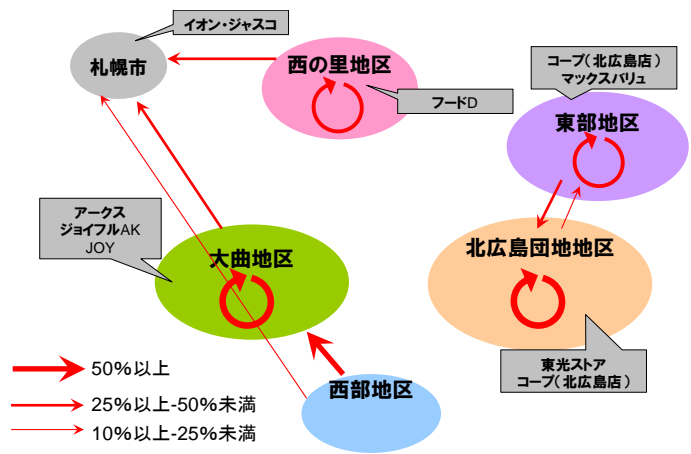 イオン・ジャスコ
札幌市
西の里地区
フードD
コープ(北広島店)
マックスバリュ
東部地区
アークス
ジョイフルAK
JOY
大曲地区
北広島団地地区
東光ストア
コープ(北広島店)
西部地区
50%以上
25%以上-50%未満
10%以上-25%未満